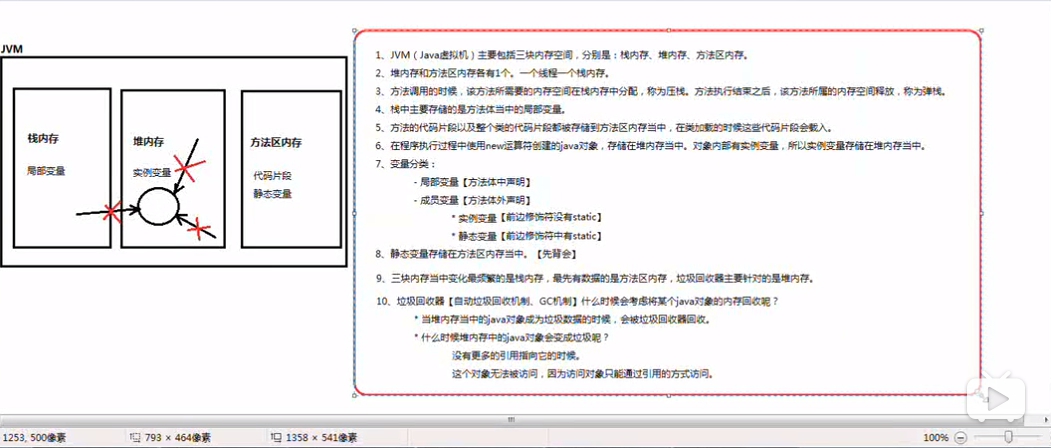 JVM
栈内存
局部变量
堆内存
实例变量
方法区内存
代码片段
静态变量
1、JVM（Java虚拟机）主要包括三块内存空间，分别是：栈内存、堆内存、方法区内存。
2、堆内存和方法区内存各有1个。一个线程一个栈内存。
3、方法调用的时候，该方法所需要的内存空间在栈内存中分配，称为压栈。方法执行结束之后，该方法所属的内存空间释放，称为弹栈。
4、栈中主要存储的是方法体当中的局部变量。
5、方法的代码片段以及整个类的代码片段都被存储到方法区内存当中，在类加载的时候这些代码片段会载入。
6、在程序执行过程中使用new运算符创建的java对象，存储在堆内存当中。对象内部有实例变量，所以实例变量存储在堆内存当中。
7、变量分类：
- 局部变量【方法体中声明】
- 成员变量【方法体外声明】
* 实例变量【前边修饰符没有static】
* 静态变量【前边修饰符中有static】
8、静态变量存储在方法区内存当中。【先背会】
9、三块内存当中变化最频繁的是栈内存，最先有数据的是方法区内存，垃圾回收器主要针对的是堆内存。
10、垃圾回收器【自动垃圾回收机制、GC机制】什么时候会考虑将某个java对象的内存回收呢？
* 当堆内存当中的java对象成为垃圾数据的时候，会被垃圾回收器回收。
* 什么时候堆内存中的java对象会变成垃圾呢？
没有更多的引用指向它的时候。
这个对象无法被访问，因为访问对象只能通过引用的方式访问。
1253, 500像素
793 × 464像素
1358 × 541像素
100%